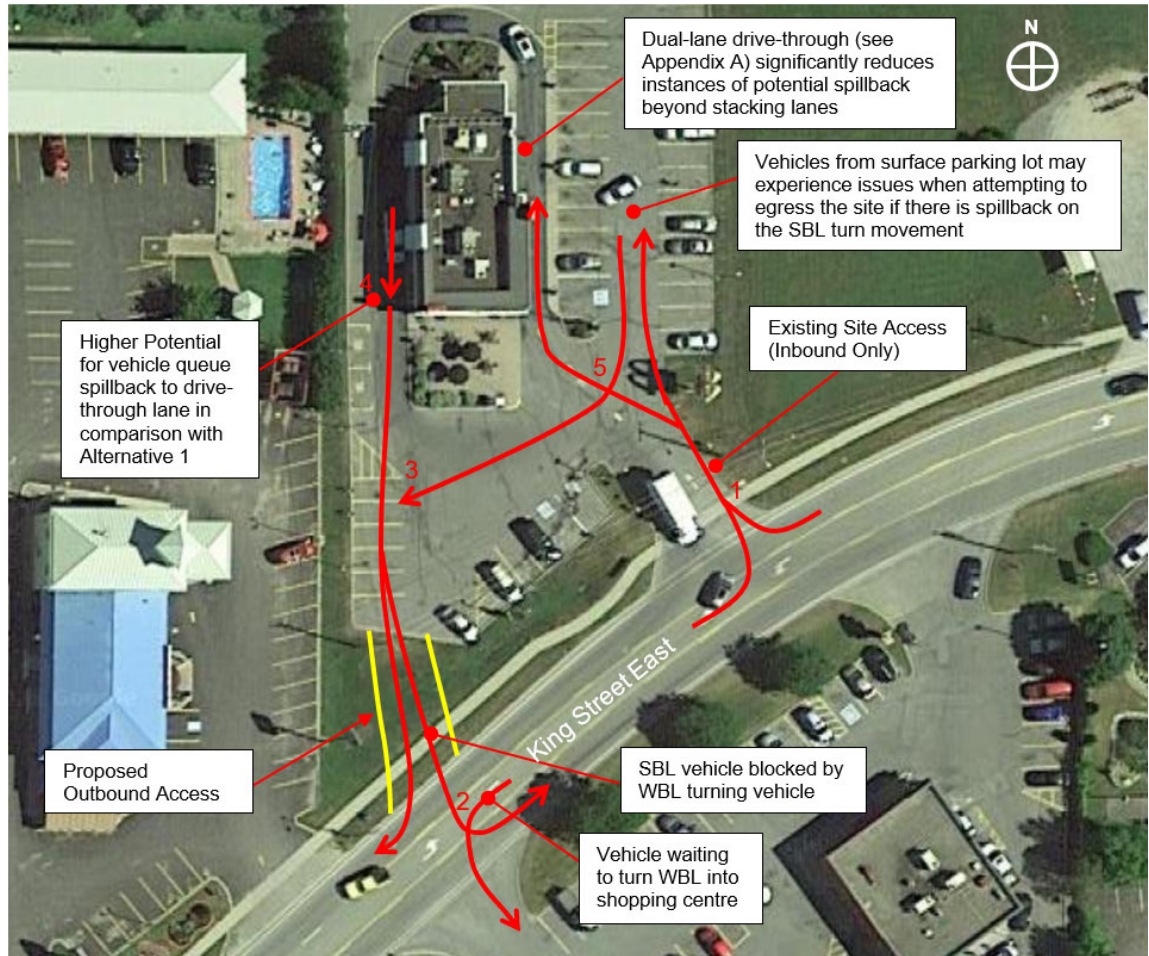 N
Dual-lane drive-through (see
Appendix A) significantly reduces
instances of potential spillback
beyond stacking lanes
Vehicles from surface parking lot may
experience issues when attempting to
egress the site if there is spillback on
the SBL turn movement
4
Higher Potential
for vehicle queue
spillback to drive-
through lane in
comparison with
Alternative 1
Existing Site Access
(Inbound Only)
5
3
1
King Street East
Proposed
Outbound Access
SBL vehicle blocked by
WBL turning vehicle
2
Vehicle waiting
to turn WBL into
shopping centre